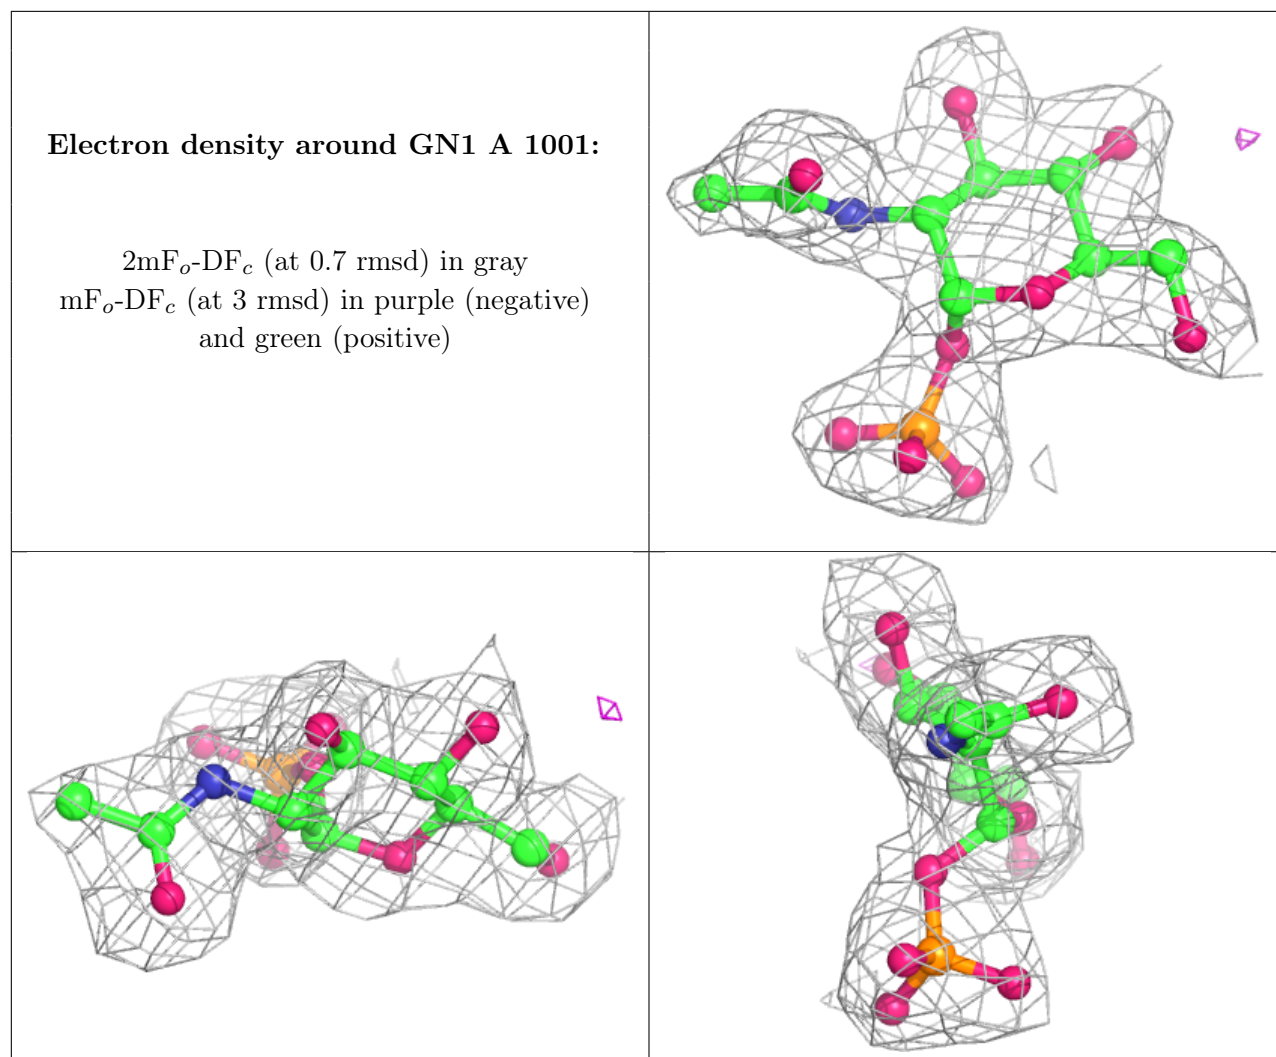 Electron density around GN1 A 1001:
2mFo-DFc (at 0.7 rmsd) in gray
mFo-DFc (at 3 rmsd) in purple (negative)
and green (positive)